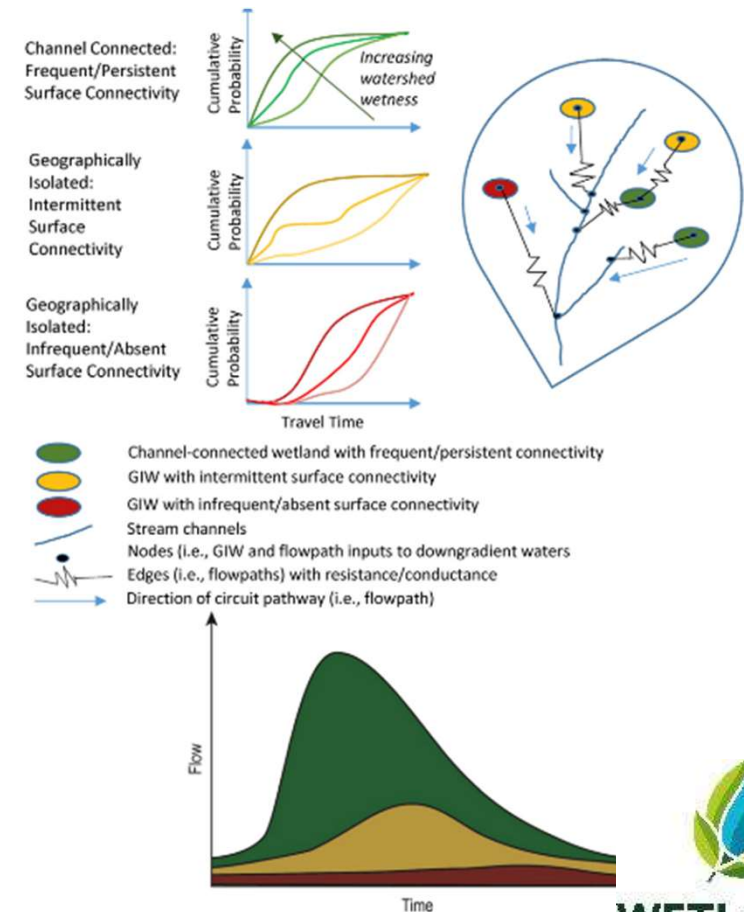 Channel Connected:
Frequent/Persistent
Surface Connectivity
Cumulative
Probability
Increasing
watershed
wetness
Geographically
Isolated:
Intermittent
Surface
Connectivity
Cumulative
Probability
Geographically
Isolated:
Infrequent/Absent
Surface Connectivity
Cumulative
Probability
Travel Time
Channel-connected wetland with frequent/persistent connectivity
GIW with intermittent surface connectivity
GIW with infrequent/absent surface connectivity
Stream channels
Nodes (i.e., GIW and flowpath inputs to downgradient waters
Edges (i.e., flowpaths) with resistance/conductance
Direction of circuit pathway (i.e., flowpath)
Flow
Time